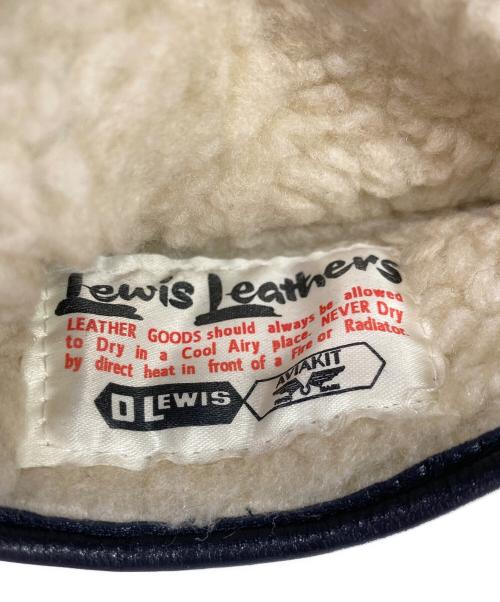 Lewis Leathers
LEATHER GOODS should always be allowed
to Dry in a Cool Airy place. NEVER Dry
by direct heat in front of a Fire or Radiator.
D LEWIS
AVIAKIT